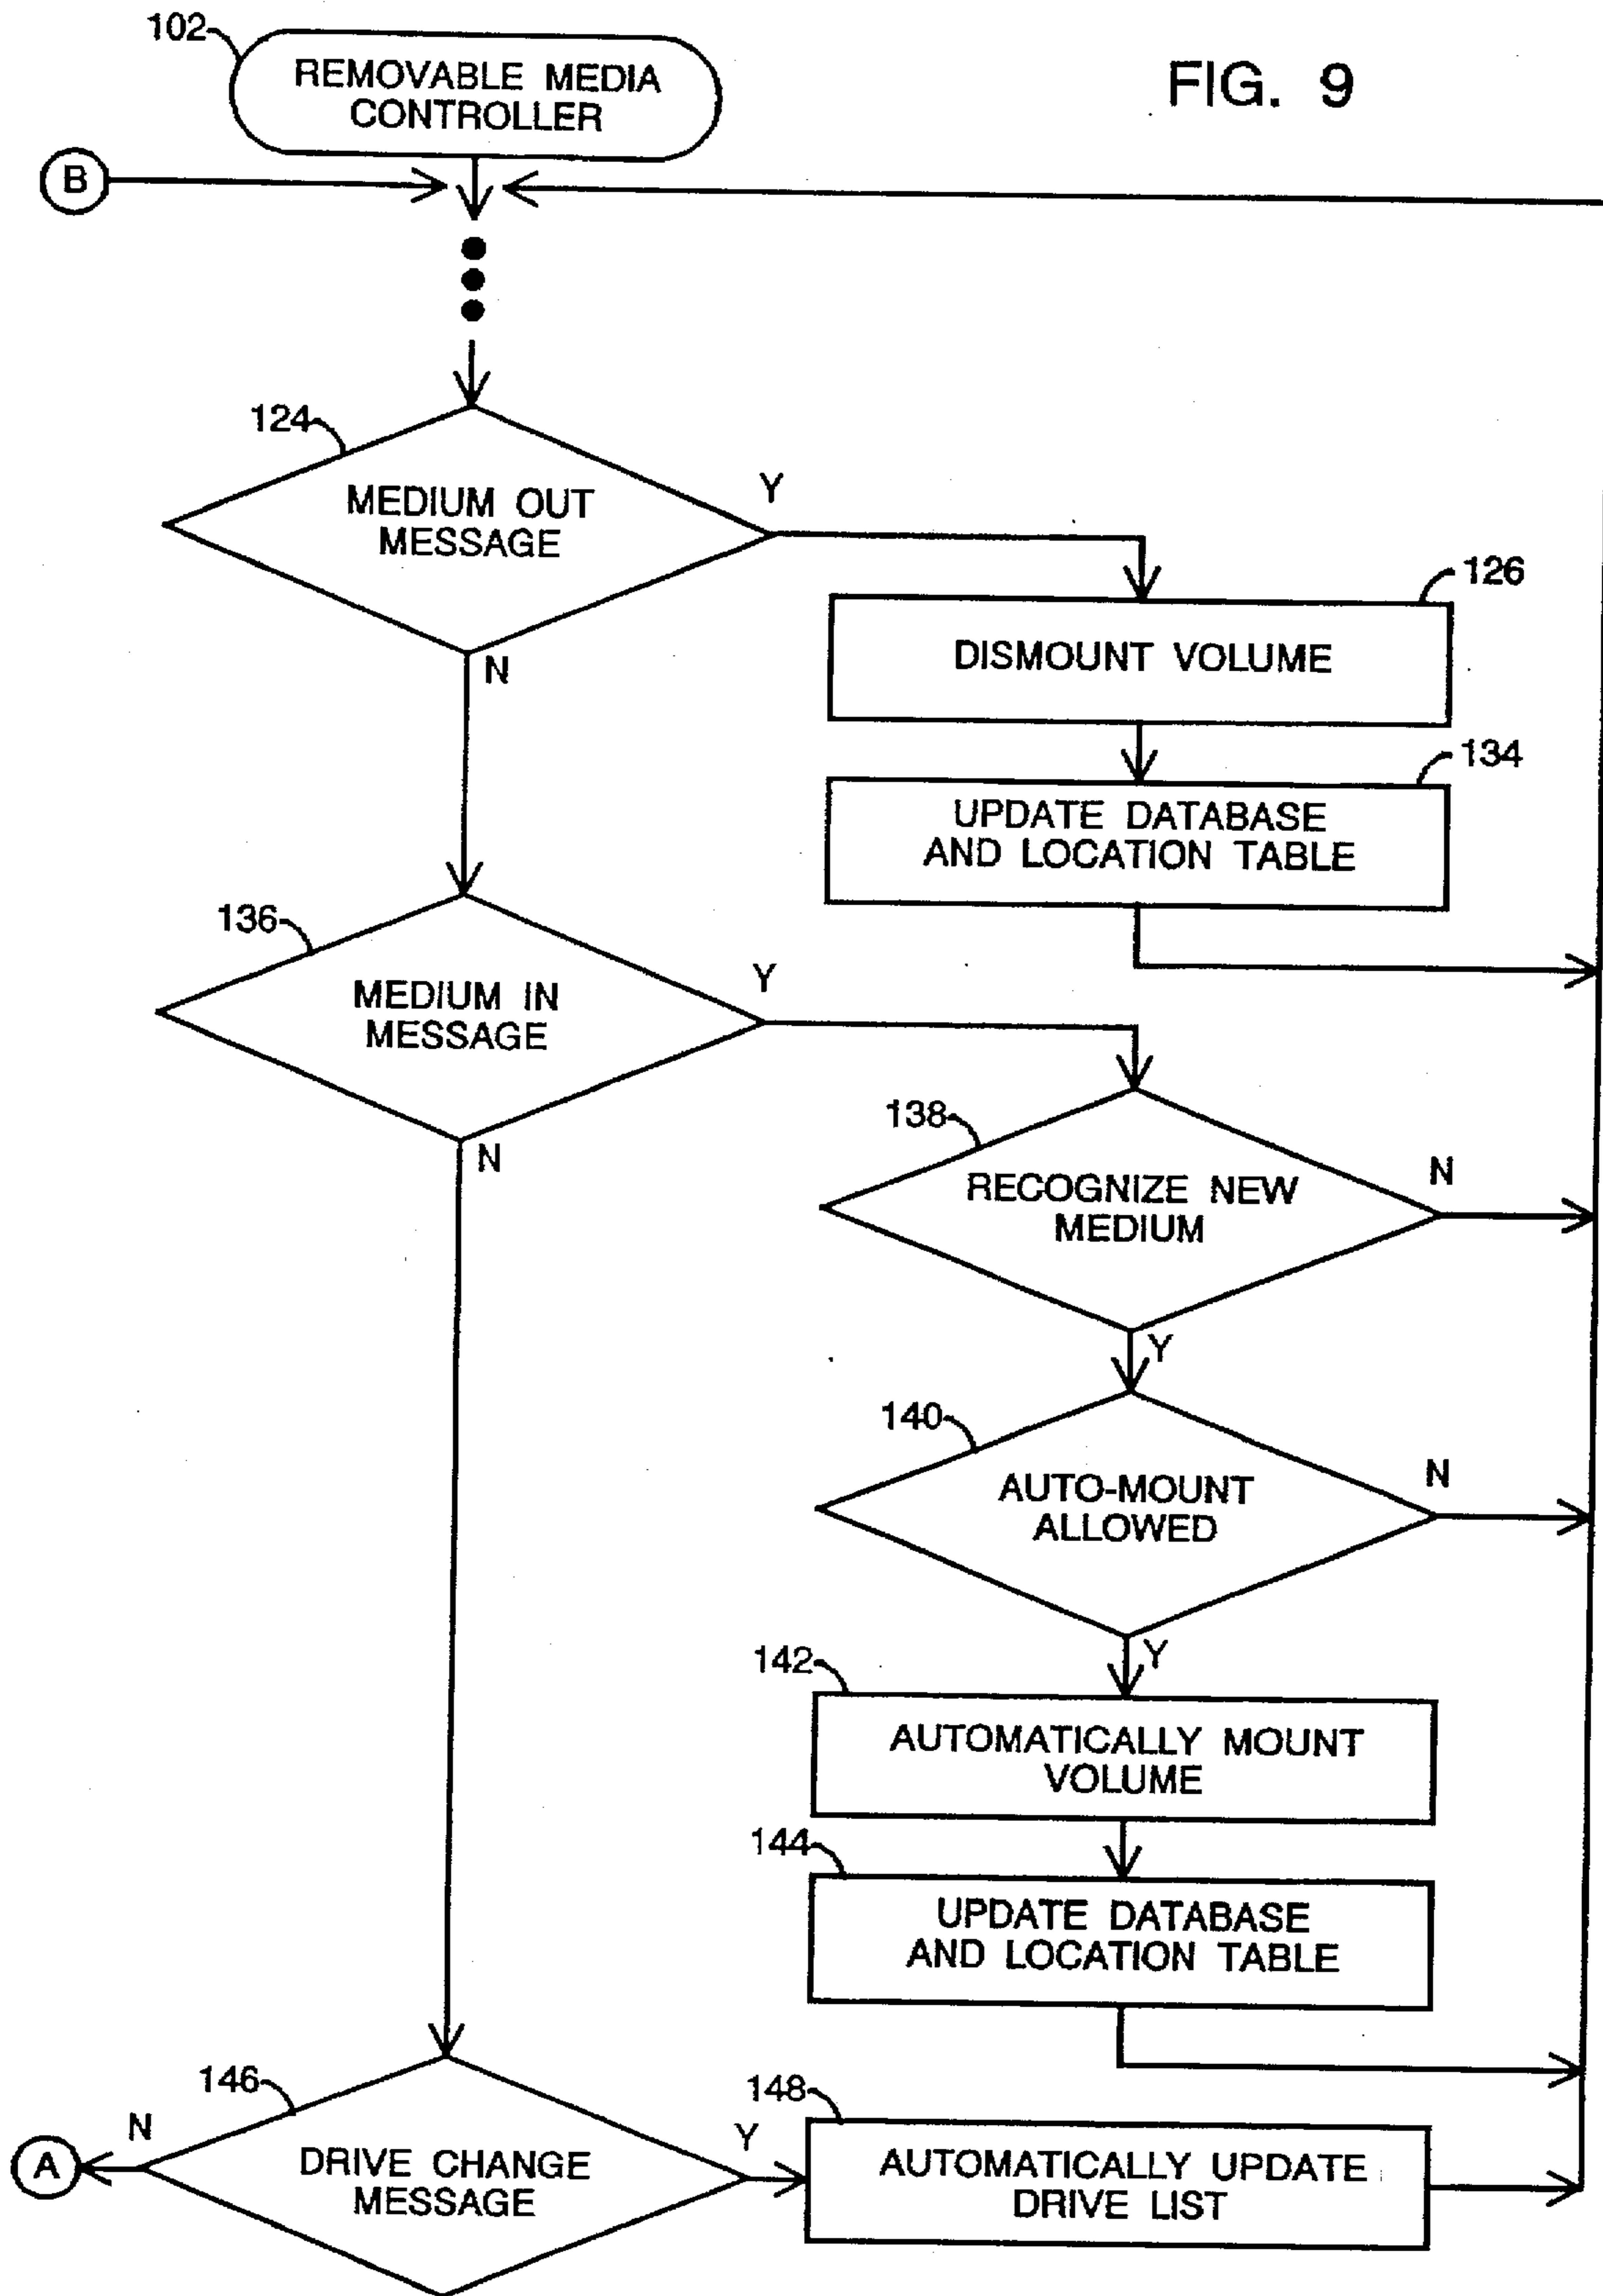 102
REMOVABLE MEDIA
CONTROLLER
FIG. 9
B
124
MEDIUM OUT
MESSAGE
Y
N
126
DISMOUNT VOLUME
134
UPDATE DATABASE
AND LOCATION TABLE
136
MEDIUM IN
MESSAGE
Y
N
138
RECOGNIZE NEW
MEDIUM
N
Y
140
AUTO-MOUNT
ALLOWED
N
Y
142
AUTOMATICALLY MOUNT
VOLUME
144
UPDATE DATABASE
AND LOCATION TABLE
146
DRIVE CHANGE
MESSAGE
N
A
Y
148
AUTOMATICALLY UPDATE
DRIVE LIST